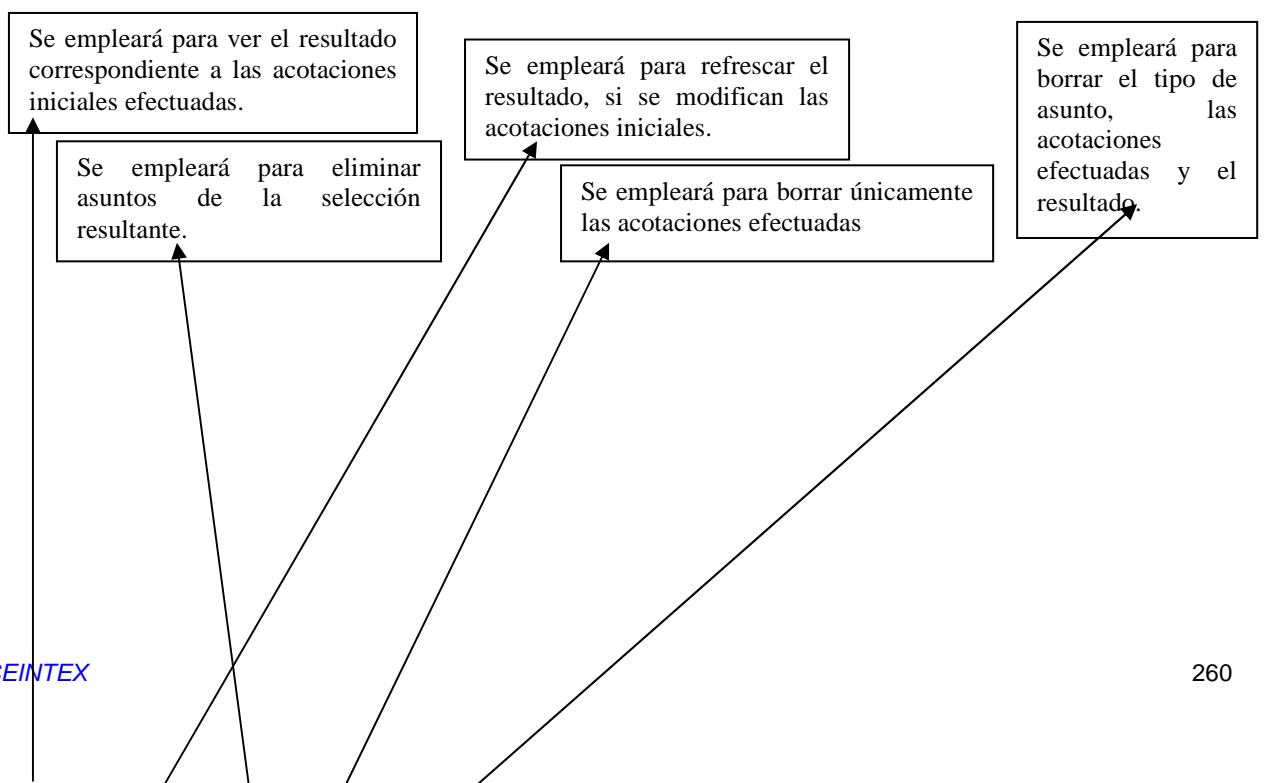 Se empleará para ver el resultado
correspondiente a las acotaciones
iniciales efectuadas.
Se empleará para eliminar
asuntos de la selección
resultante.
Se empleará para refrescar el
resultado, si se modifican las
acotaciones iniciales.
Se empleará para borrar únicamente
las acotaciones efectuadas
Se empleará para
borrar el tipo de
asunto, las
acotaciones
efectuadas y el
resultado.
EINTEX
260